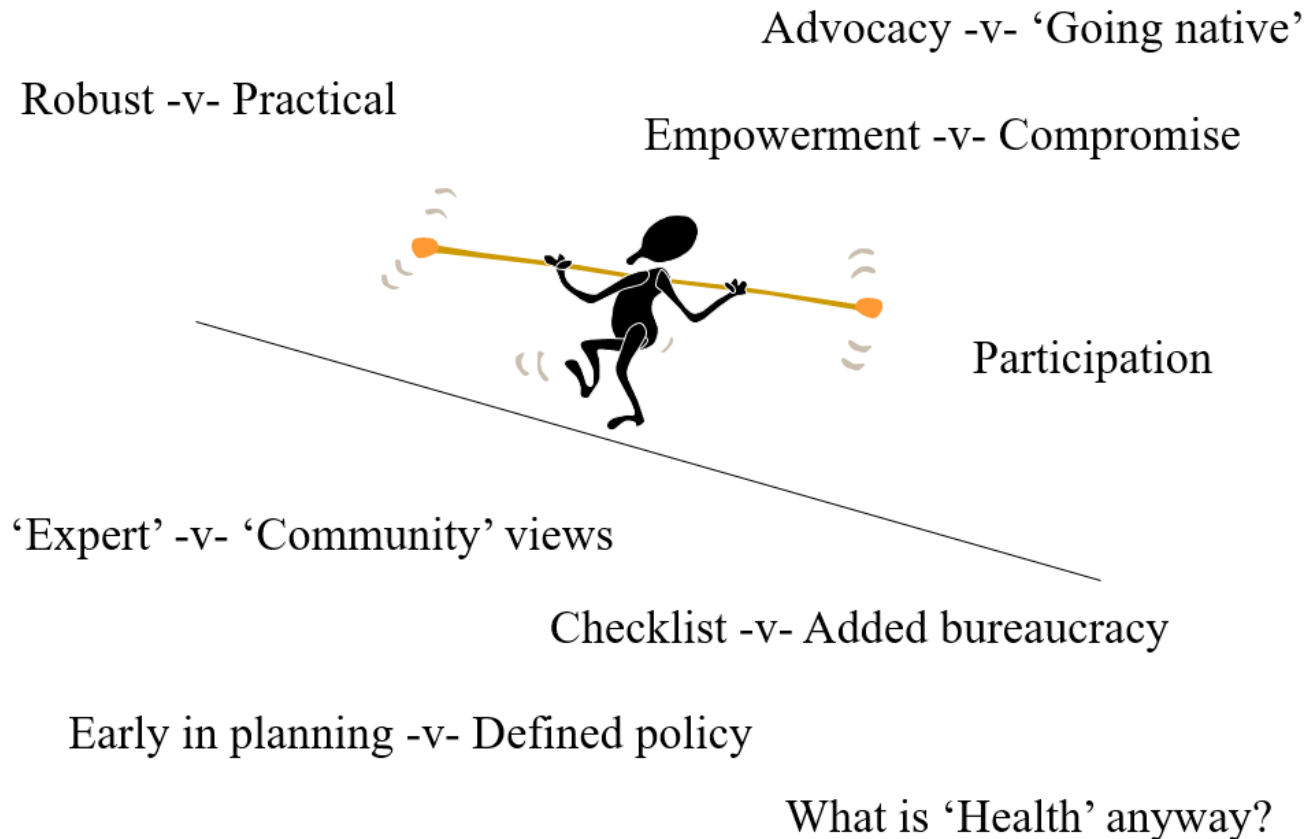 Advocacy -v- ‘Going native’
Robust -v- Practical
Empowerment -v- Compromise
Participation
‘Expert’ -v- ‘Community’ views
Checklist -v- Added bureaucracy
Early in planning -v- Defined policy
What is ‘Health’ anyway?